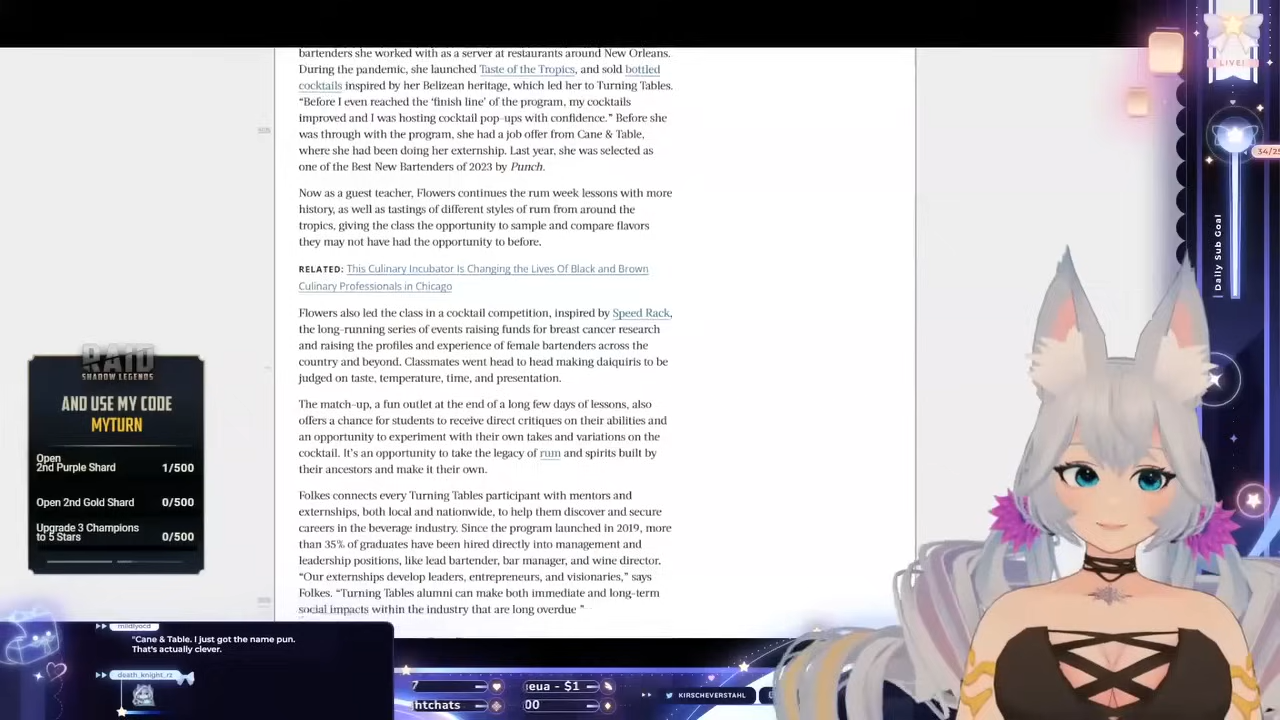 bartenders she worked with as a server at restaurants around New Orleans.
During the pandemic, she launched Taste of the Tropics, and sold bottled
cocktails inspired by her Belizean heritage, which led her to Turning Tables.
“Before I even reached the ‘finish line’ of the program, my cocktails
improved and I was hosting cocktail pop-ups with confidence.” Before she
was through with the program, she had a job offer from Cane & Table,
where she had been doing her externship. Last year, she was selected as
one of the Best New Bartenders of 2023 by Punch.
Now as a guest teacher, Flowers continues the rum week lessons with more
history, as well as tastings of different styles of rum from around the
tropics, giving the class the opportunity to sample and compare flavors
they may not have had the opportunity to before.
RELATED: This Culinary Incubator Is Changing the Lives Of Black and Brown
Culinary Professionals in Chicago
Flowers also led the class in a cocktail competition, inspired by Speed Rack,
the long-running series of events raising funds for breast cancer research
and raising the profiles and experience of female bartenders across the
country and beyond. Classmates went head to head making daiquiris to be
judged on taste, temperature, time, and presentation.
The match-up, a fun outlet at the end of a long few days of lessons, also
offers a chance for students to receive direct critiques on their abilities and
an opportunity to experiment with their own takes and variations on the
cocktail. It’s an opportunity to take the legacy of rum and spirits built by
their ancestors and make it their own.
Folkes connects every Turning Tables participant with mentors and
externships, both local and nationwide, to help them discover and secure
careers in the beverage industry. Since the program launched in 2019, more
than 35% of graduates have been hired directly into management and
leadership positions, like lead bartender, bar manager, and wine director.
“Our externships develop leaders, entrepreneurs, and visionaries,” says
Folkes. “Turning Tables alumni can make both immediate and long-term
social impacts within the industry that are long overdue ”
RAID
SHADOW LEGENDS
AND USE MY CODE
MYTURN
Open
2nd Purple Shard 1/500
Open 2nd Gold Shard 0/500
Upgrade 3 Champions
to 5 Stars 0/500
mildlyocd
"Cane & Table. I just got the name pun.
That's actually clever.
death_knight_rz
7
eua - $1
htchats
00
KIRSCHEVERSTAHL
LIVE!
34/25
Daily Sub Goal